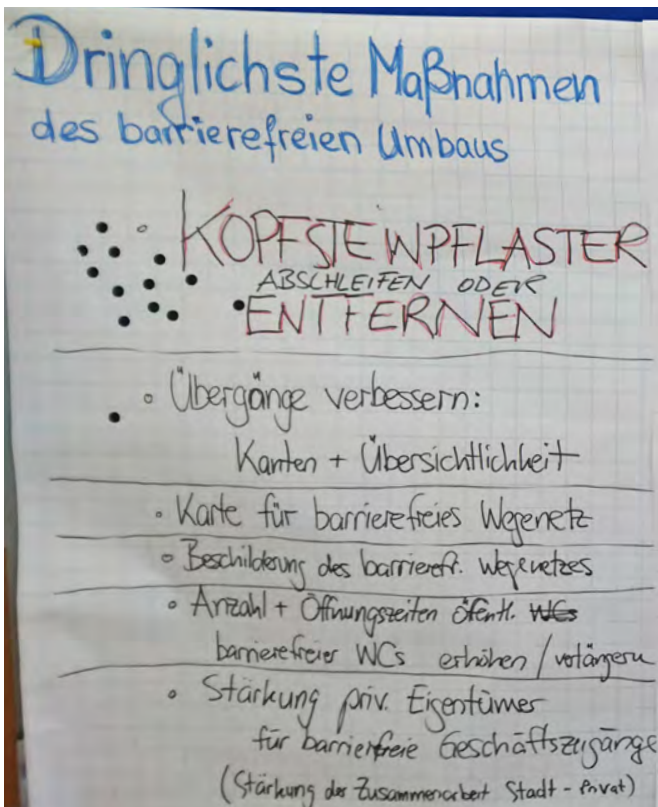 Dringlichste Maßnahmen
des barrierefreien Umbaus
KOPFSTEINPFLASTER
ABSCHLEIFEN ODER
ENTFERNEN
Übergänge verbessern:
Kanten + Übersichtlichkeit
Karte für barrierefreies Wegenetz
Beschilderung des barrierefr. Wegenetzes
Anzahl + Öffnungszeiten öfentl. WCs
barrierefreier WCs erhöhen / verlängern
Stärkung priv. Eigentümer
für barrierfreie Geschäftszugänge
(Stärkung der Zusammenarbeit Stadt - Privat)